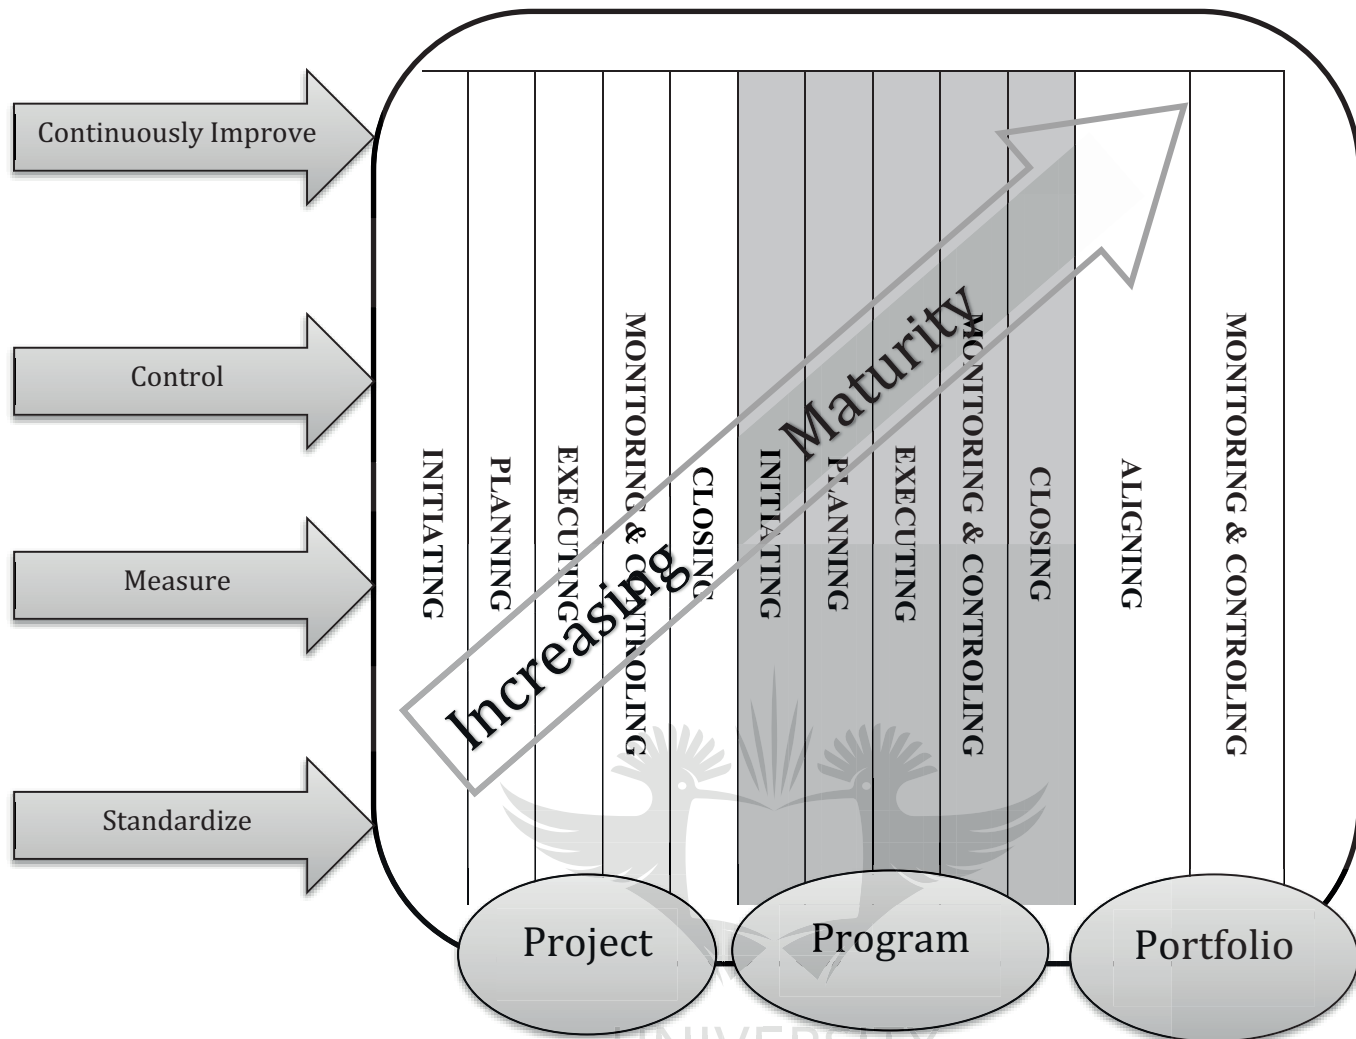 Continuously Improve
Control
Measure
Standardize
INITIATING
PLANNING
EXECUTING
MONITORING & CONTROLING
CLOSING
INITIATING
PLANNING
EXECUTING
MONITORING & CONTROLING
CLOSING
ALIGNING
MONITORING & CONTROLING
Increasing Maturity
Project
Program
Portfolio
UNIVERSITY